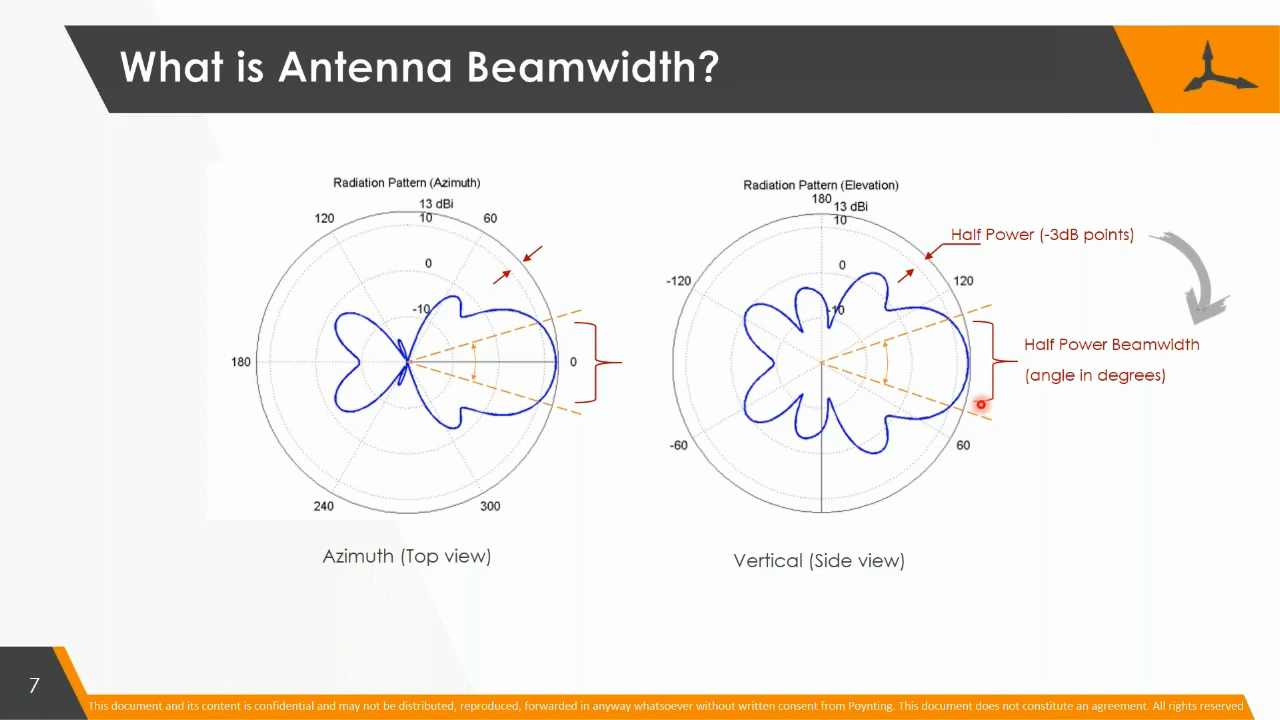 What is Antenna Beamwidth?
Radiation Pattern (Azimuth)
13 dBi
10
120
60
0
-10
180
0
240
300
Azimuth (Top view)
Radiation Pattern (Elevation)
180
13 dBi
10
0
-120
120
-10
-60
60
Vertical (Side view)
Half Power (-3dB points)
Half Power Beamwidth
(angle in degrees)
7
This document and its content is confidential and may not be distributed, reproduced, forwarded in anyway whatsoever without written consent from Poynting. This document does not constitute an agreement. All rights reserved